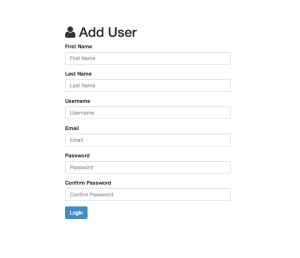 Add User
First Name
First Name
Last Name
Last Name
Username
Username
Email
Email
Password
Password
Confirm Password
Confirm Password
Login